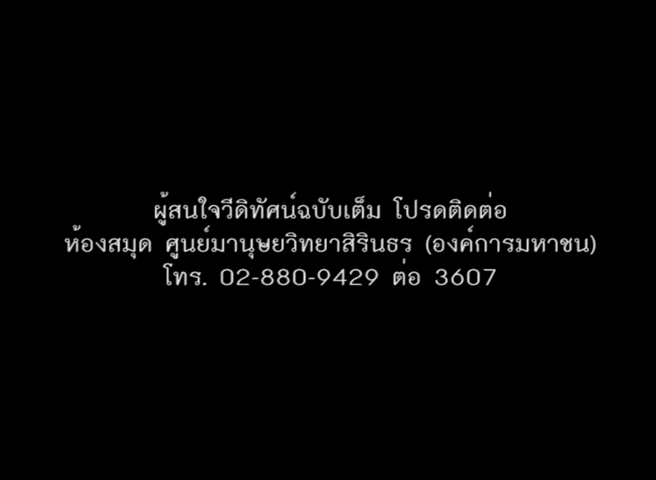 ผู้สนใจวีดิทัศน์ฉบับเต็ม โปรดติดต่อ
ห้องสมุด ศูนย์มานุษยวิทยาสิรินธร (องค์การมหาชน)
โทร. 02-880-9429 ต่อ 3607